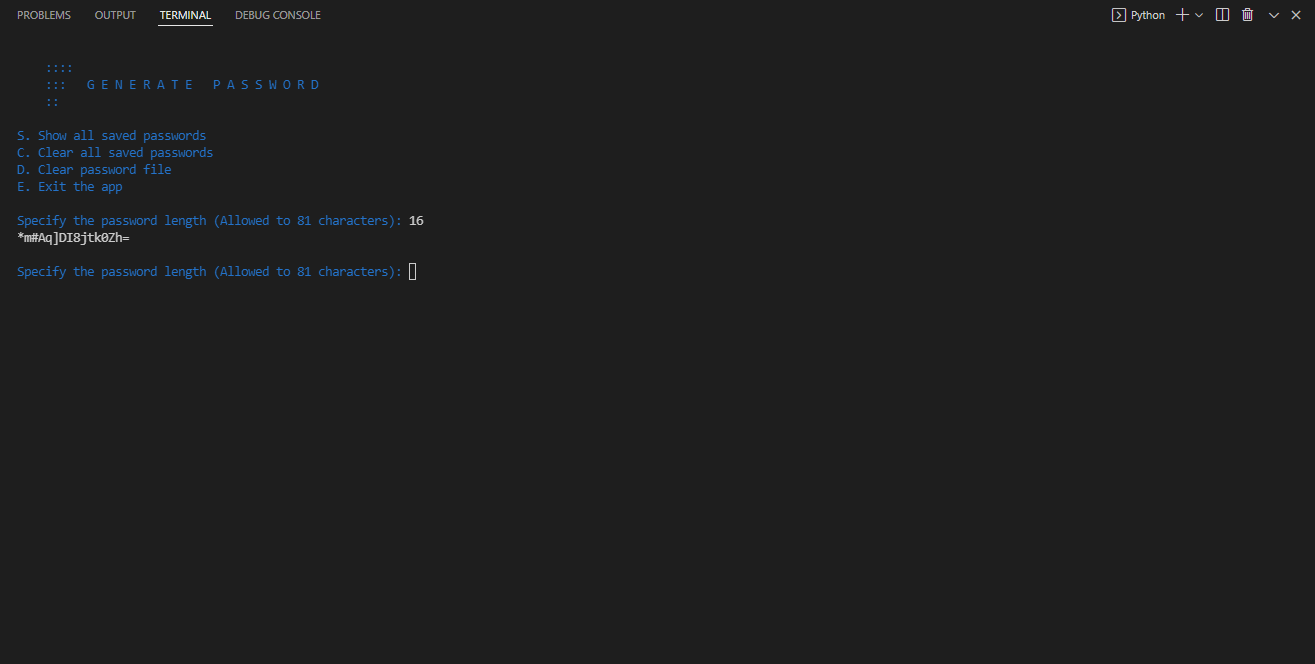 PROBLEMS OUTPUT TERMINAL DEBUG CONSOLE Python
::::
::: G E N E R A T E P A S S W O R D
::
S. Show all saved passwords
C. Clear all saved passwords
D. Clear password file
E. Exit the app
Specify the password length (Allowed to 81 characters): 16
*m#Aq]DI8jtk0Zh=
Specify the password length (Allowed to 81 characters):